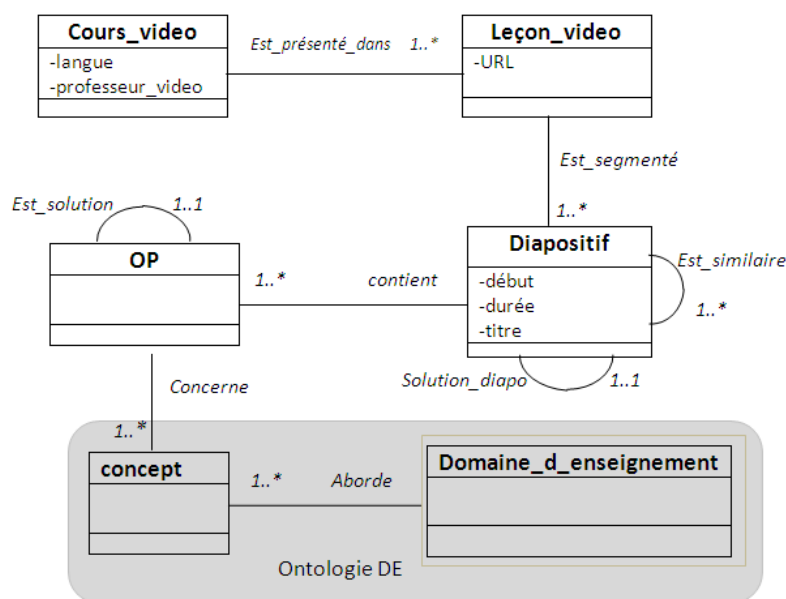 Cours_video
-langue
-professeur_video
Est_présenté_dans 1..*
Leçon_video
-URL
Est_segmenté
1..*
Est_solution 1..1
OP
1..* contient
Diapositif
-début
-durée
-titre
Est_similaire
1..*
Solution_diapo 1..1
Concerne
1..*
concept
1..* Aborde
Domaine_d_enseignement
Ontologie DE